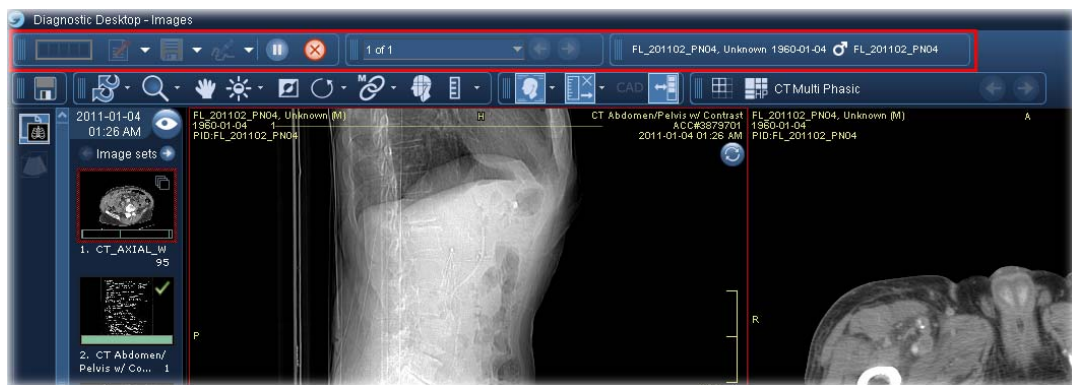 Diagnostic Desktop - Images
1 of 1
FL_201102_PN04, Unknown 1960-01-04 FL_201102_PN04
M
CAD
CT Multi Phasic
2011-01-04
01:26 AM
Image sets
1. CT_AXIAL_W
95
2. CT Abdomen/
Pelvis w/ Co... 1
FL_201102_PN04, Unknown (M)
1960-01-04
1
PID:FL_201102_PN04
H
CT Abdomen/Pelvis w/ Contrast
ACC#3879701
2011-01-04 01:26 AM
P
FL_201102_PN04, Unknown (M)
1960-01-04
PID:FL_201102_PN04
A
R